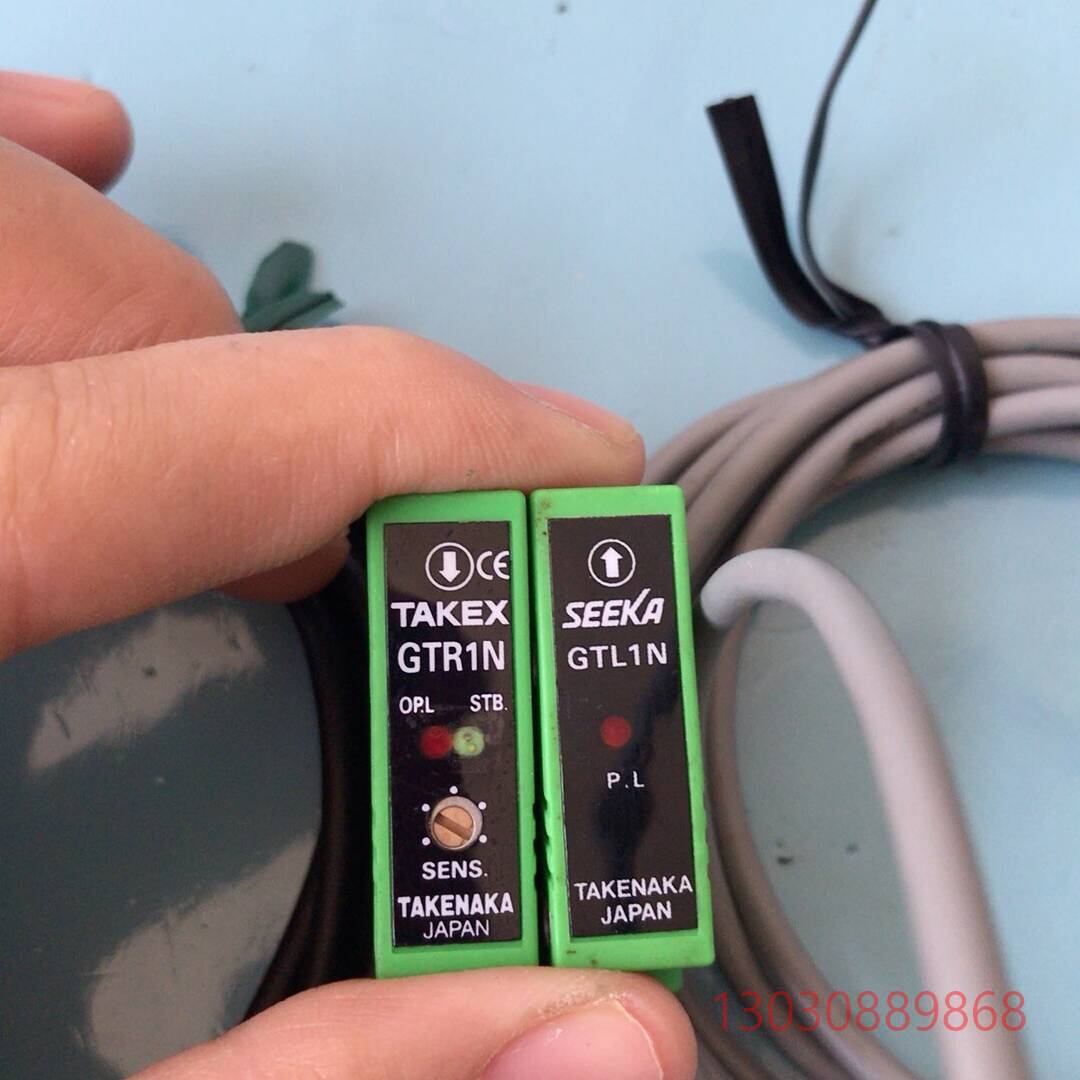 CE
TAKEX
GTR1N
OP.L STB.
SENS.
TAKENAKA
JAPAN
SEEKA
GTL1N
P.L
TAKENAKA
JAPAN
13030889868